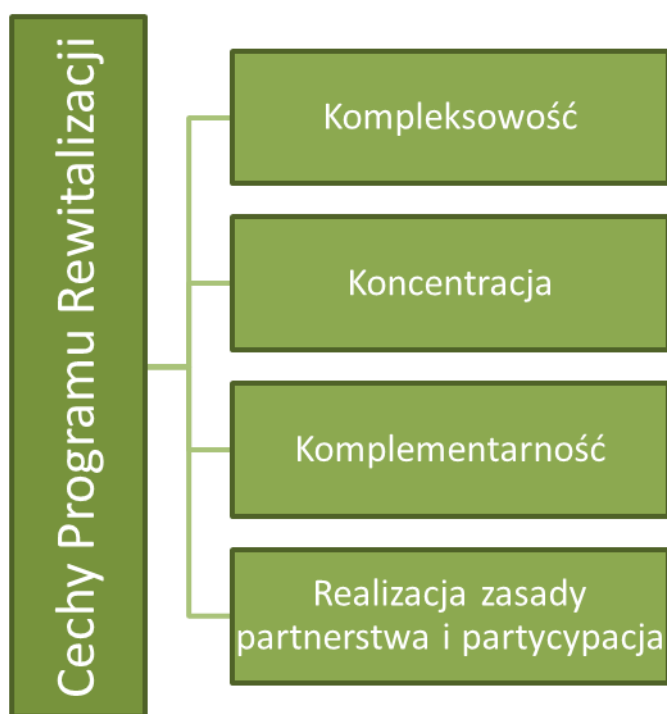 Cechy Programu Rewitalizacji
Kompleksowość
Koncentracja
Komplementarność
Realizacja zasady
partnerstwa i partycypacja